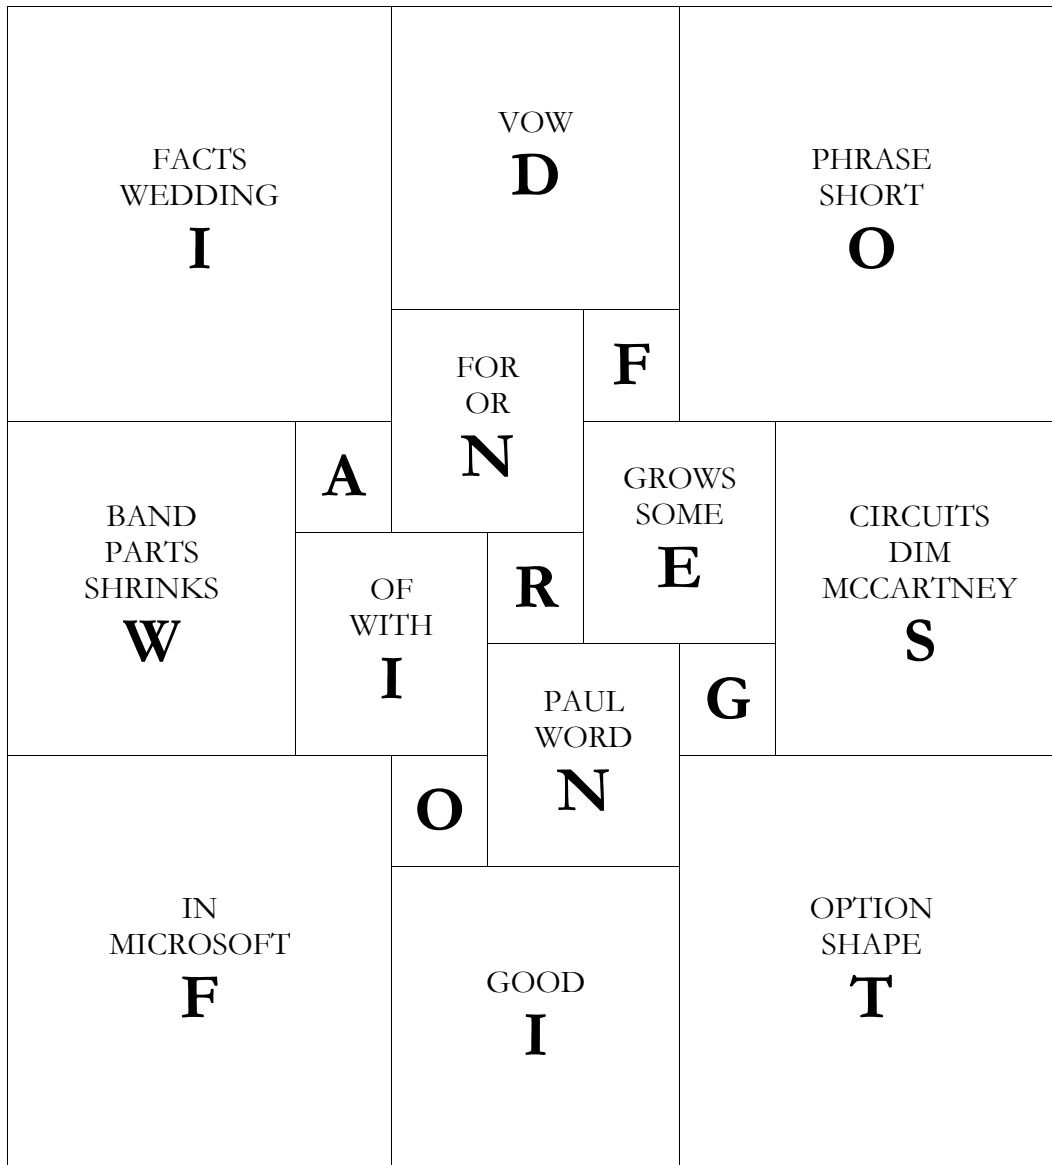 VOW
D
FACTS
WEDDING
I
PHRASE
SHORT
O
FOR
OR
N
F
A
GROWS
SOME
E
BAND
PARTS
SHRINKS
W
CIRCUITS
DIM
MCCARTNEY
S
OF
WITH
I
R
PAUL
WORD
N
G
O
IN
MICROSOFT
F
OPTION
SHAPE
T
GOOD
I